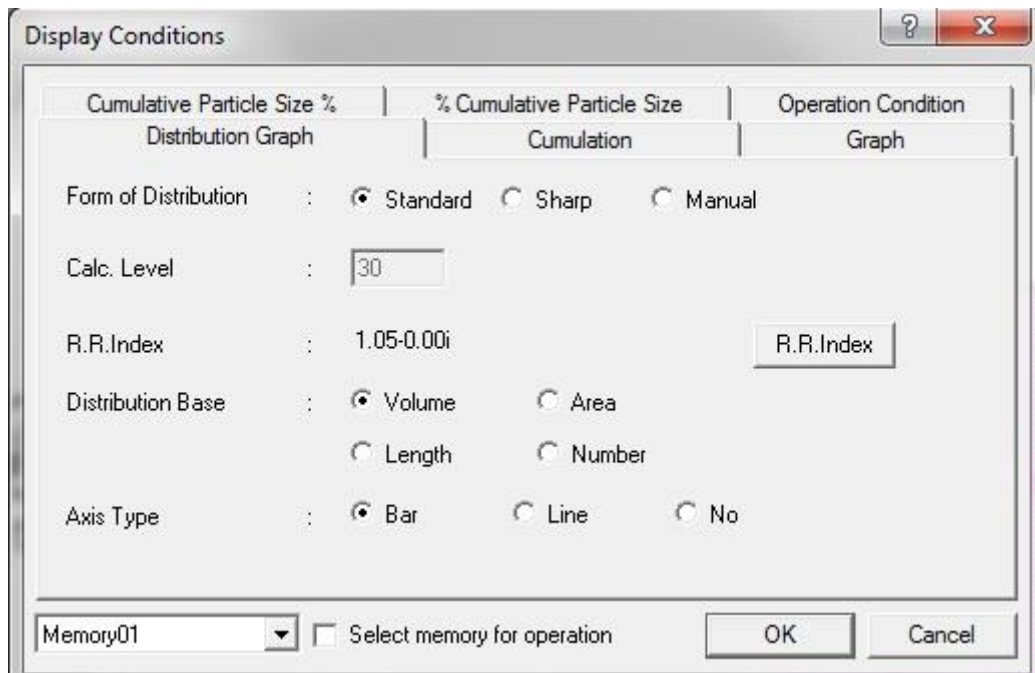 Display Conditions
Cumulative Particle Size % % Cumulative Particle Size Operation Condition
Distribution Graph Cumulation Graph
Form of Distribution : Standard Sharp Manual
Calc. Level : 30
R.R.Index : 1.05-0.00i R.R.Index
Distribution Base : Volume Area
Length Number
Axis Type : Bar Line No
Memory01 Select memory for operation OK Cancel